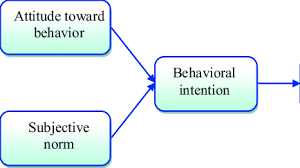 Attitude toward
behavior
Behavioral
intention
Subjective
norm